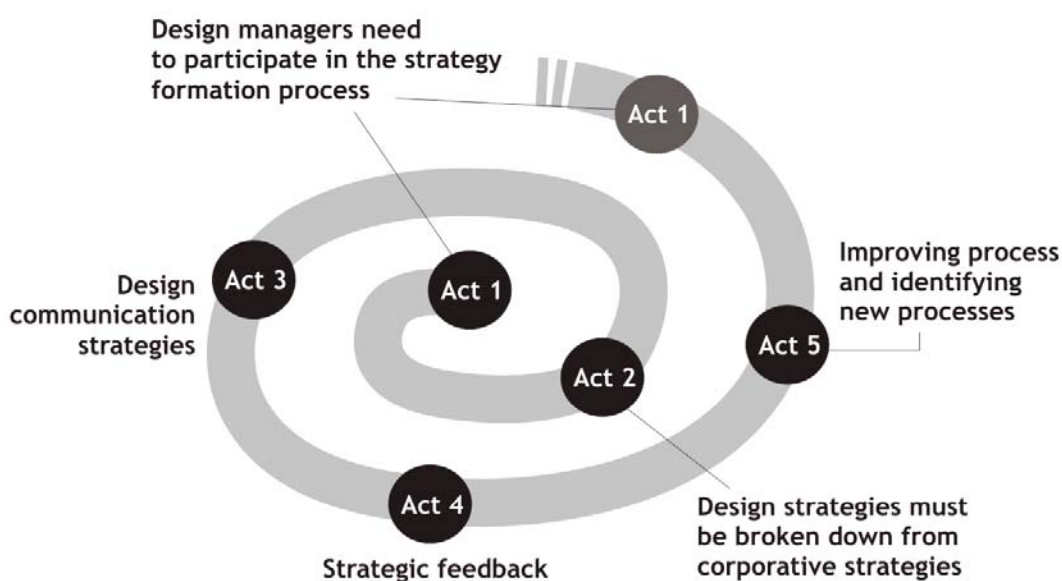 Design managers need
to participate in the strategy
formation process
Act 1
Act 3
Design
communication
strategies
Act 1
Improving process
and identifying
new processes
Act 5
Act 2
Act 4
Strategic feedback
Design strategies must
be broken down from
corporative strategies